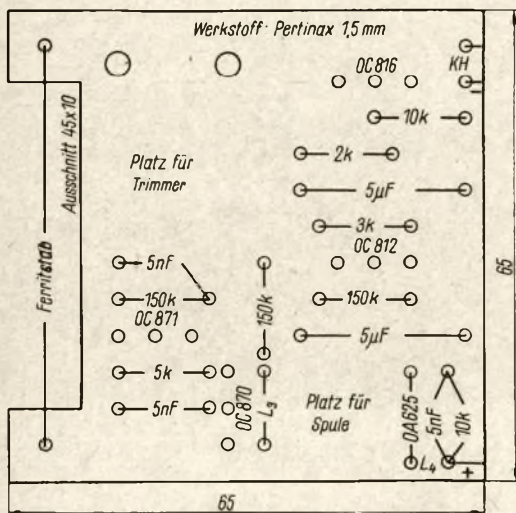 Werkstoff: Pertinax 1,5 mm
OC 816
KH
–
10k
Ausschnitt 45x10
Platz für
Trimmer
2k
5µF
3k
OC 812
Ferritstab
5nF
150k
OC 871
150k
150k
5µF
65
5k
5nF
OC 870
L3
Platz für
Spule
OA625
5nF
10k
L4
+
65